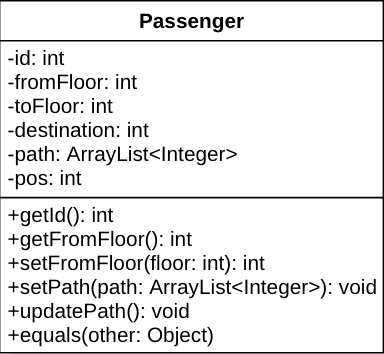 Passenger
-id: int
-fromFloor: int
-toFloor: int
-destination: int
-path: ArrayList<Integer>
-pos: int
+getId(): int
+getFromFloor(): int
+setFromFloor(floor: int): int
+setPath(path: ArrayList<Integer>): void
+updatePath(): void
+equals(other: Object)